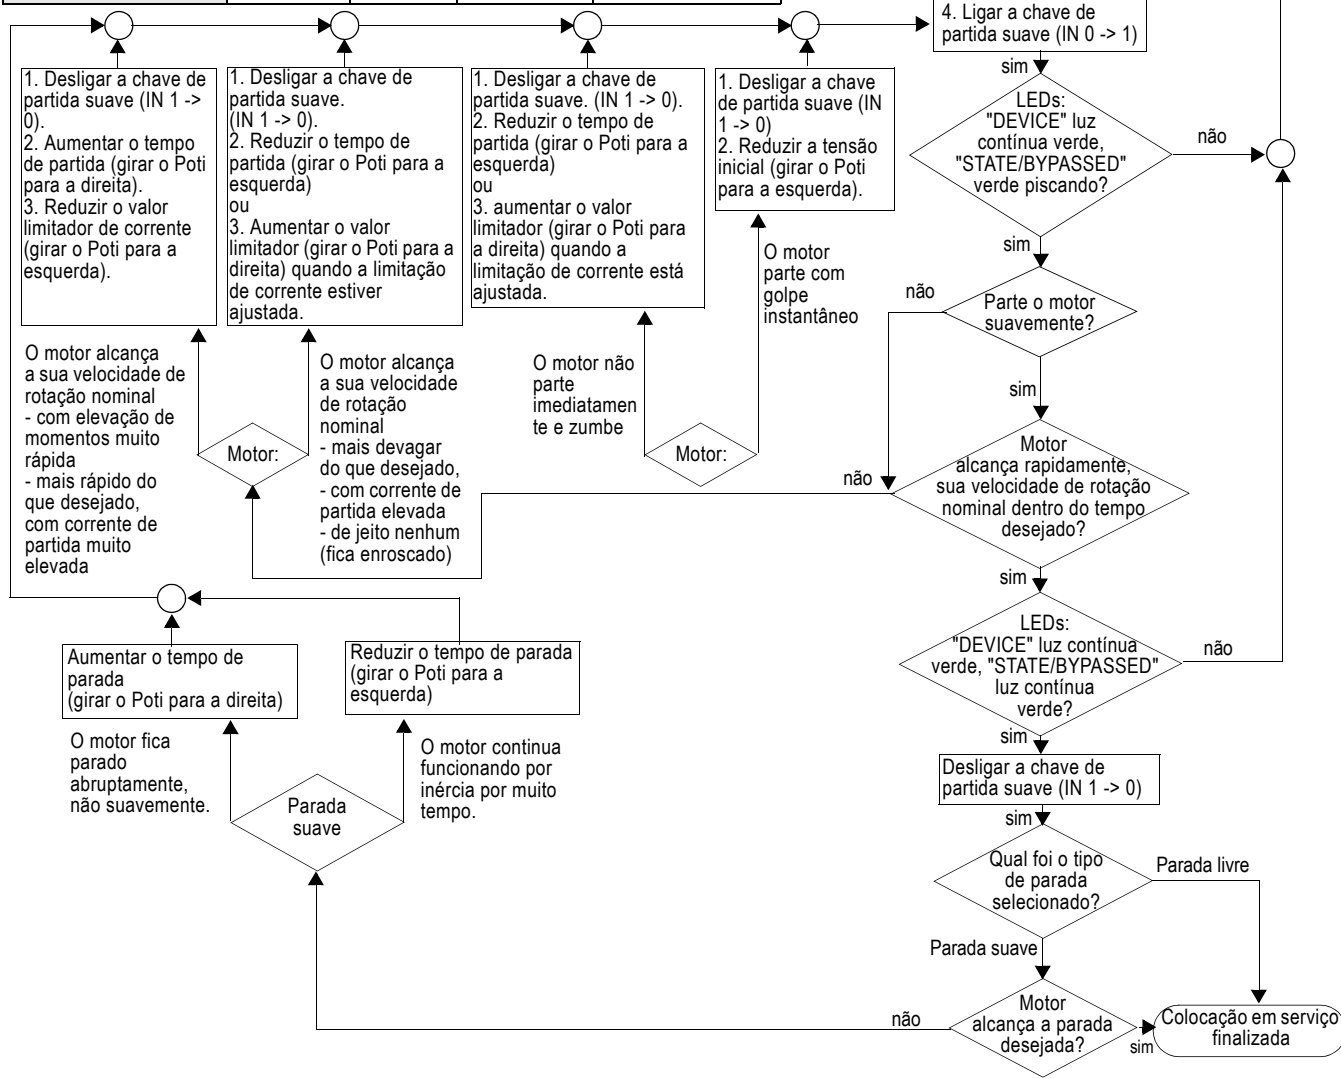 4. Ligar a chave de
partida suave (IN 0 -> 1)
sim
LEDs:
"DEVICE" luz
contínua verde,
"STATE/BYPASSED"
verde piscando?
não
sim
Parte o motor
suavemente?
não
sim
Motor
alcança rapidamente,
sua velocidade de rotação
nominal dentro do tempo
desejado?
não
sim
LEDs:
"DEVICE" luz contínua
verde, "STATE/BYPASSED"
luz contínua
verde?
não
sim
Desligar a chave de
partida suave (IN 1 -> 0)
sim
Qual foi o tipo
de parada
selecionado?
Parada livre
Parada suave
Motor
alcança a parada
desejada?
não
sim
Colocação em serviço
finalizada
1. Desligar a chave de
partida suave (IN 1 ->
0).
2. Aumentar o tempo
de partida (girar o Poti
para a direita).
3. Reduzir o valor
limitador de corrente
(girar o Poti para a
esquerda).
1. Desligar a chave de
partida suave.
(IN 1 -> 0).
2. Reduzir o tempo de
partida (girar o Poti para a
esquerda)
ou
3. Aumentar o valor
limitador (girar o Poti para a
direita) quando a limitação
de corrente estiver
ajustada.
1. Desligar a chave de
partida suave. (IN 1 -> 0).
2. Reduzir o tempo de
partida (girar o Poti para a
esquerda)
ou
3. aumentar o valor
limitador (girar o Poti para
a direita) quando a
limitação de corrente está
ajustada.
1. Desligar a chave
de partida suave (IN
1 -> 0)
2. Reduzir a tensão
inicial (girar o Poti
para a esquerda).
O motor alcança
a sua velocidade de
rotação nominal
- com elevação de
momentos muito
rápida
- mais rápido do
que desejado,
com corrente de
partida muito
elevada
Motor:
O motor alcança
a sua velocidade
de rotação
nominal
- mais devagar
do que desejado,
- com corrente de
partida elevada
- de jeito nenhum
(fica enroscado)
O motor não
parte
imediatamen
te e zumbe
Motor:
O motor
parte com
golpe
instantâneo
Aumentar o tempo de
parada
(girar o Poti para a direita)
Reduzir o tempo de parada
(girar o Poti para a
esquerda)
O motor fica
parado
abruptamente,
não suavemente.
Parada
suave
O motor continua
funcionando por
inércia por muito
tempo.